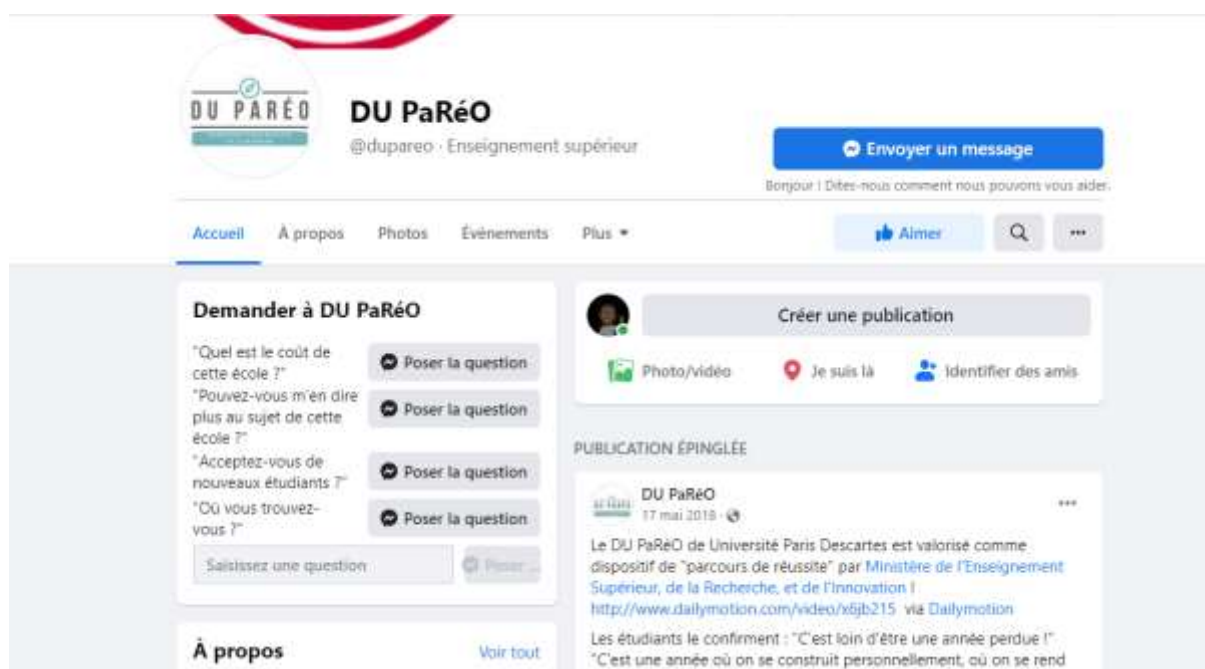 DU PARÉO
DU PaRéO
@dupareo · Enseignement supérieur
Envoyer un message
Bonjour ! Dites-nous comment nous pouvons vous aider.
Accueil À propos Photos Évènements Plus
Aimer
Demander à DU PaRéO
"Quel est le coût de
cette école ?"
Poser la question
"Pouvez-vous m'en dire
plus au sujet de cette
école ?"
Poser la question
"Acceptez-vous de
nouveaux étudiants ?"
Poser la question
"Où vous trouvez-
vous ?"
Poser la question
Saisissez une question
Poser ...
À propos
Voir tout
Créer une publication
Photo/vidéo Je suis là Identifier des amis
PUBLICATION ÉPINGLÉE
DU PaRéO
17 mai 2018 ·
Le DU PaRéO de Université Paris Descartes est valorisé comme
dispositif de "parcours de réussite" par Ministère de l'Enseignement
Supérieur, de la Recherche, et de l'Innovation !
http://www.dailymotion.com/video/x6jb215 via Dailymotion
Les étudiants le confirment : "C'est loin d'être une année perdue !"
"C'est une année où on se construit personnellement, où on se rend